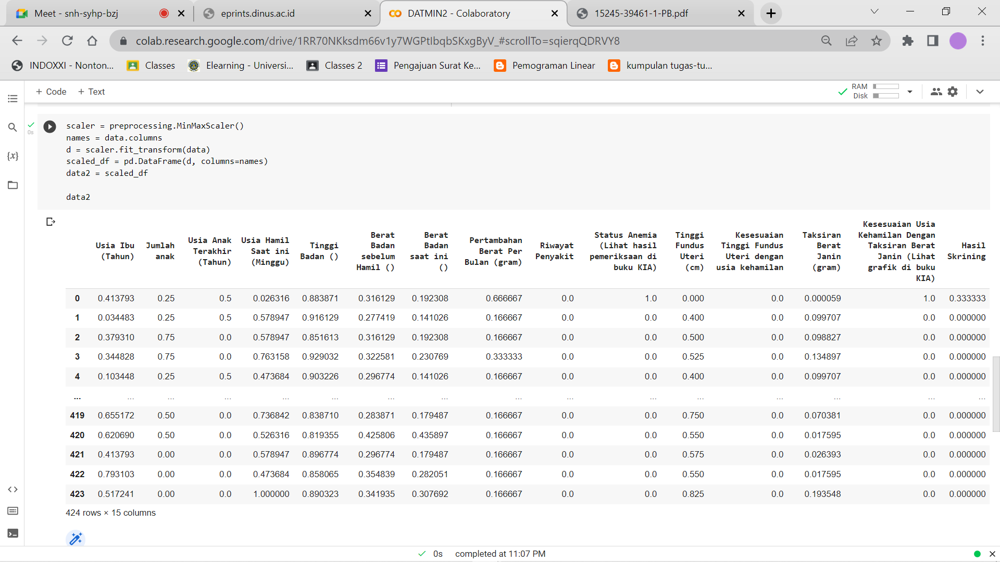 Meet - snh-syhp-bzj
eprints.dinus.ac.id
DATMIN2 - Colaboratory
15245-39461-1-PB.pdf
colab.research.google.com/drive/1RR70NKksdm66v1y7WGPtIbqbSKxgByV_#scrollTo=sqierqQDRVY8
INDOXXI - Nonton...
Classes
Elearning - Universi...
Classes 2
Pengajuan Surat Ke...
Pemograman Linear
kumpulan tugas-tu...
+ Code + Text
RAM
Disk
{x}
0s
scaler = preprocessing.MinMaxScaler()
names = data.columns
d = scaler.fit_transform(data)
scaled_df = pd.DataFrame(d, columns=names)
data2 = scaled_df
data2
Usia Ibu (Tahun)
Jumlah anak
Usia Anak Terakhir (Tahun)
Usia Hamil Saat ini (Minggu)
Tinggi Badan ()
Berat Badan sebelum Hamil ()
Berat Badan saat ini ()
Pertambahan Berat Per Bulan (gram)
Riwayat Penyakit
Status Anemia (Lihat hasil pemeriksaan di buku KIA)
Tinggi Fundus Uteri (cm)
Kesesuaian Tinggi Fundus Uteri dengan usia kehamilan
Taksiran Berat Janin (gram)
Kesesuaian Usia Kehamilan Dengan Taksiran Berat Janin (Lihat grafik di buku KIA)
Hasil Skrining
0 0.413793 0.25 0.5 0.026316 0.883871 0.316129 0.192308 0.666667 0.0 1.0 0.000 0.0 0.000059 1.0 0.333333
1 0.034483 0.25 0.5 0.578947 0.916129 0.277419 0.141026 0.166667 0.0 0.0 0.400 0.0 0.099707 0.0 0.000000
2 0.379310 0.75 0.0 0.578947 0.851613 0.316129 0.192308 0.166667 0.0 0.0 0.500 0.0 0.098827 0.0 0.000000
3 0.344828 0.75 0.0 0.763158 0.929032 0.322581 0.230769 0.333333 0.0 0.0 0.525 0.0 0.134897 0.0 0.000000
4 0.103448 0.25 0.5 0.473684 0.903226 0.296774 0.141026 0.166667 0.0 0.0 0.400 0.0 0.099707 0.0 0.000000
... ... ... ... ... ... ... ... ... ... ... ... ... ... ... ...
419 0.655172 0.50 0.0 0.736842 0.838710 0.283871 0.179487 0.166667 0.0 0.0 0.750 0.0 0.070381 0.0 0.000000
420 0.620690 0.50 0.0 0.526316 0.819355 0.425806 0.435897 0.166667 0.0 0.0 0.550 0.0 0.017595 0.0 0.000000
421 0.413793 0.00 0.0 0.578947 0.896774 0.296774 0.179487 0.166667 0.0 0.0 0.575 0.0 0.026393 0.0 0.000000
422 0.793103 0.00 0.0 0.473684 0.858065 0.354839 0.282051 0.166667 0.0 0.0 0.550 0.0 0.017595 0.0 0.000000
423 0.517241 0.00 0.0 1.000000 0.890323 0.341935 0.307692 0.166667 0.0 0.0 0.825 0.0 0.193548 0.0 0.000000
424 rows × 15 columns
0s completed at 11:07 PM